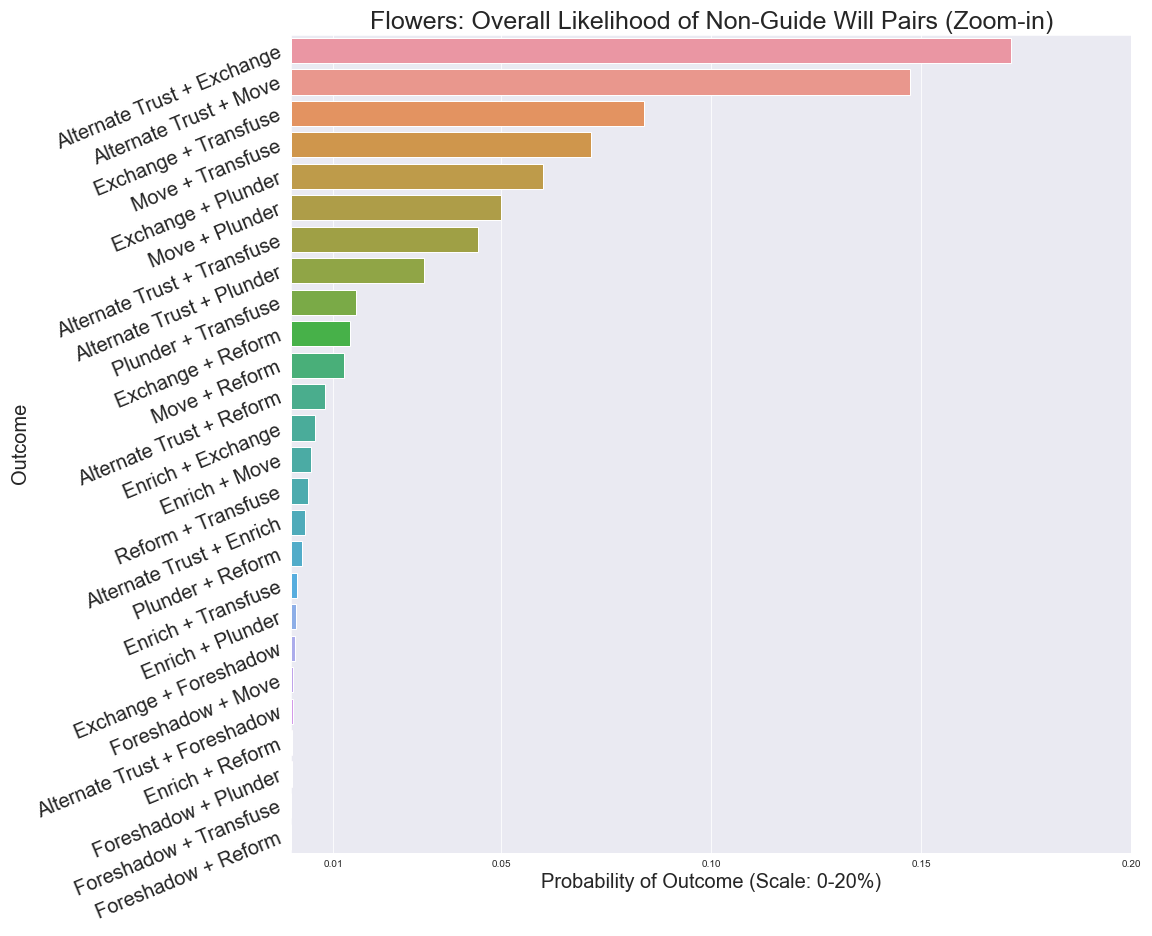 Flowers: Overall Likelihood of Non-Guide Will Pairs (Zoom-in)
Alternate Trust + Exchange
Alternate Trust + Move
Exchange + Transfuse
Move + Transfuse
Exchange + Plunder
Move + Plunder
Alternate Trust + Transfuse
Alternate Trust + Plunder
Plunder + Transfuse
Exchange + Reform
Move + Reform
Alternate Trust + Reform
Enrich + Exchange
Enrich + Move
Reform + Transfuse
Alternate Trust + Enrich
Plunder + Reform
Enrich + Transfuse
Enrich + Plunder
Exchange + Foreshadow
Foreshadow + Move
Alternate Trust + Foreshadow
Enrich + Reform
Foreshadow + Plunder
Foreshadow + Transfuse
Foreshadow + Reform
Outcome
0.01 0.05 0.10 0.15 0.20
Probability of Outcome (Scale: 0-20%)